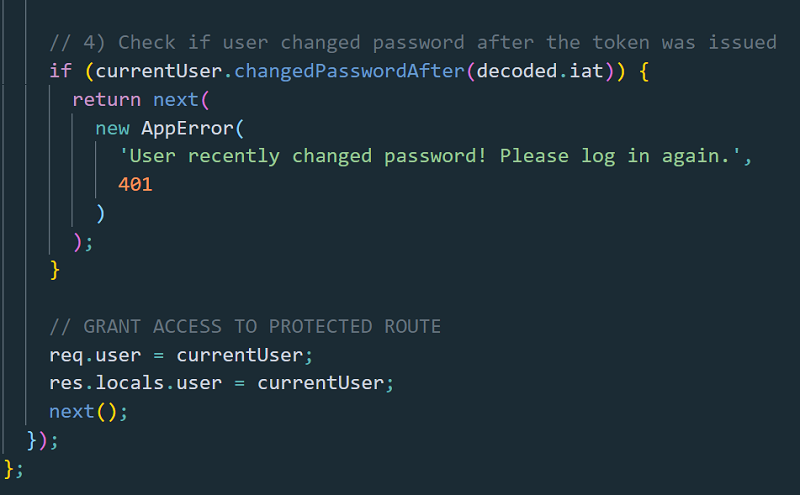 // 4) Check if user changed password after the token was issued
if (currentUser.changedPasswordAfter(decoded.iat)) {
return next(
new AppError(
'User recently changed password! Please log in again.',
401
)
);
}
// GRANT ACCESS TO PROTECTED ROUTE
req.user = currentUser;
res.locals.user = currentUser;
next();
});
};